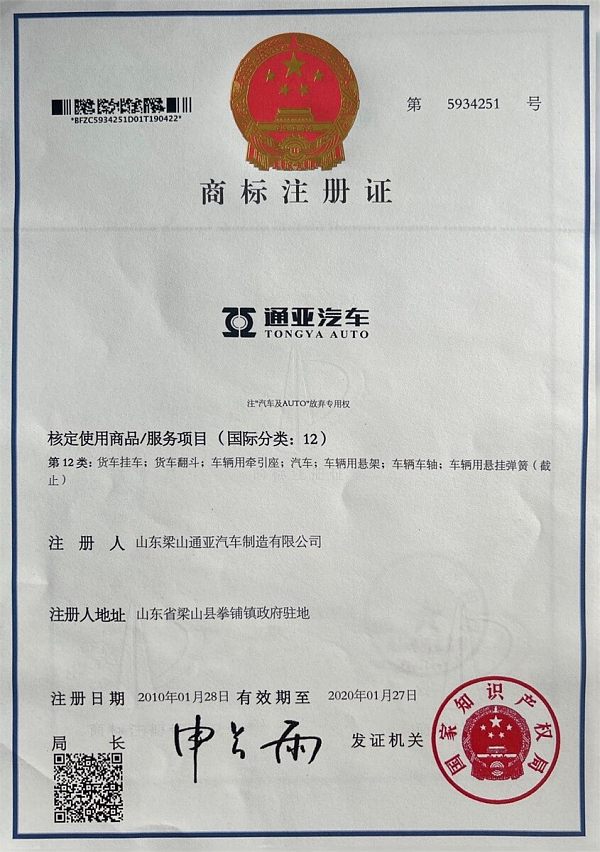 *BFZC5934251D01T190422*
第 5934251 号
商标注册证
通亚汽车
TONGYA AUTO
注“汽车及AUTO”放弃专用权
核定使用商品/服务项目（国际分类：12）
第12类：货车挂车；货车翻斗；车辆用牵引座；汽车；车辆用悬架；车辆车轴；车辆用悬挂弹簧（截
止）
注册人 山东梁山通亚汽车制造有限公司
注册人地址 山东省梁山县拳铺镇政府驻地
注册日期 2010年01月28日 有效期至 2020年01月27日
局长 申长雨 发证机关
国家知识产权局